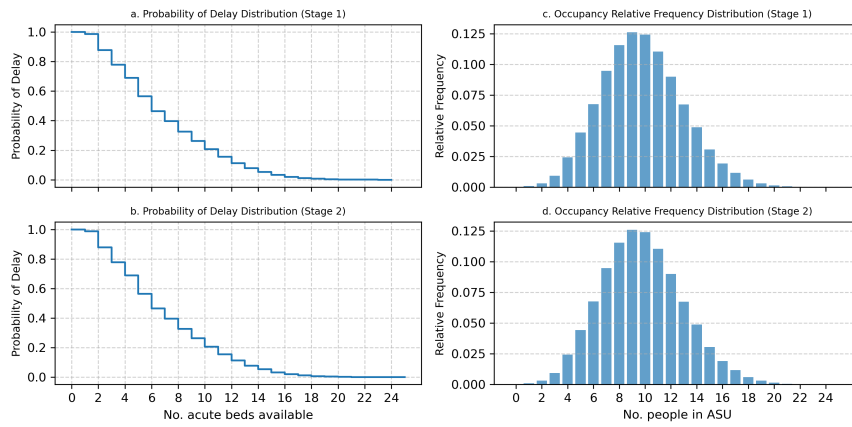 a. Probability of Delay Distribution (Stage 1)
Probability of Delay
1.0
0.8
0.6
0.4
0.2
0.0
c. Occupancy Relative Frequency Distribution (Stage 1)
Relative Frequency
0.125
0.100
0.075
0.050
0.025
0.000
b. Probability of Delay Distribution (Stage 2)
Probability of Delay
1.0
0.8
0.6
0.4
0.2
0.0
0 2 4 6 8 10 12 14 16 18 20 22 24
No. acute beds available
d. Occupancy Relative Frequency Distribution (Stage 2)
Relative Frequency
0.125
0.100
0.075
0.050
0.025
0.000
0 2 4 6 8 10 12 14 16 18 20 22 24
No. people in ASU